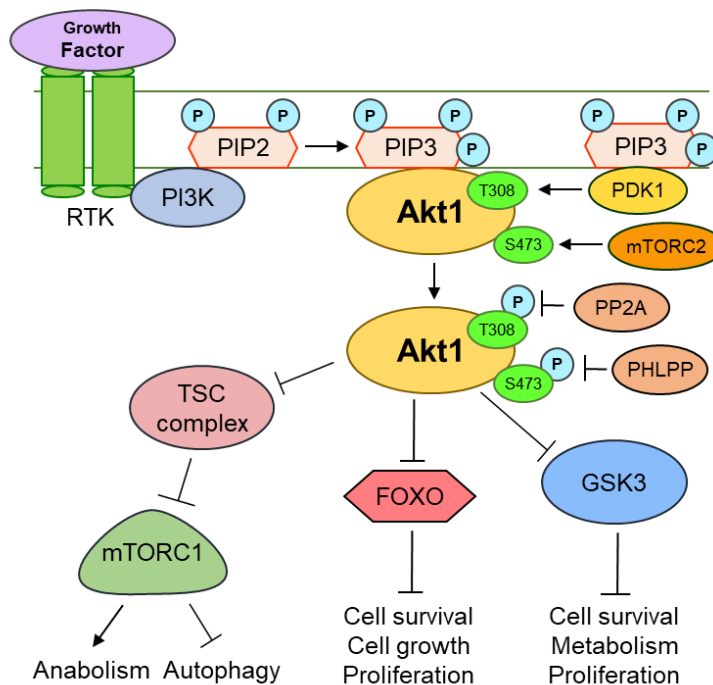 Growth
Factor
P P P P P P
PIP2 PIP3 P PIP3 P
RTK PI3K Akt1 T308 PDK1
S473 mTORC2
P PP2A
Akt1 T308
S473 P PHLPP
TSC
complex
FOXO GSK3
mTORC1
Cell survival
Cell growth
Proliferation
Cell survival
Metabolism
Proliferation
Anabolism Autophagy